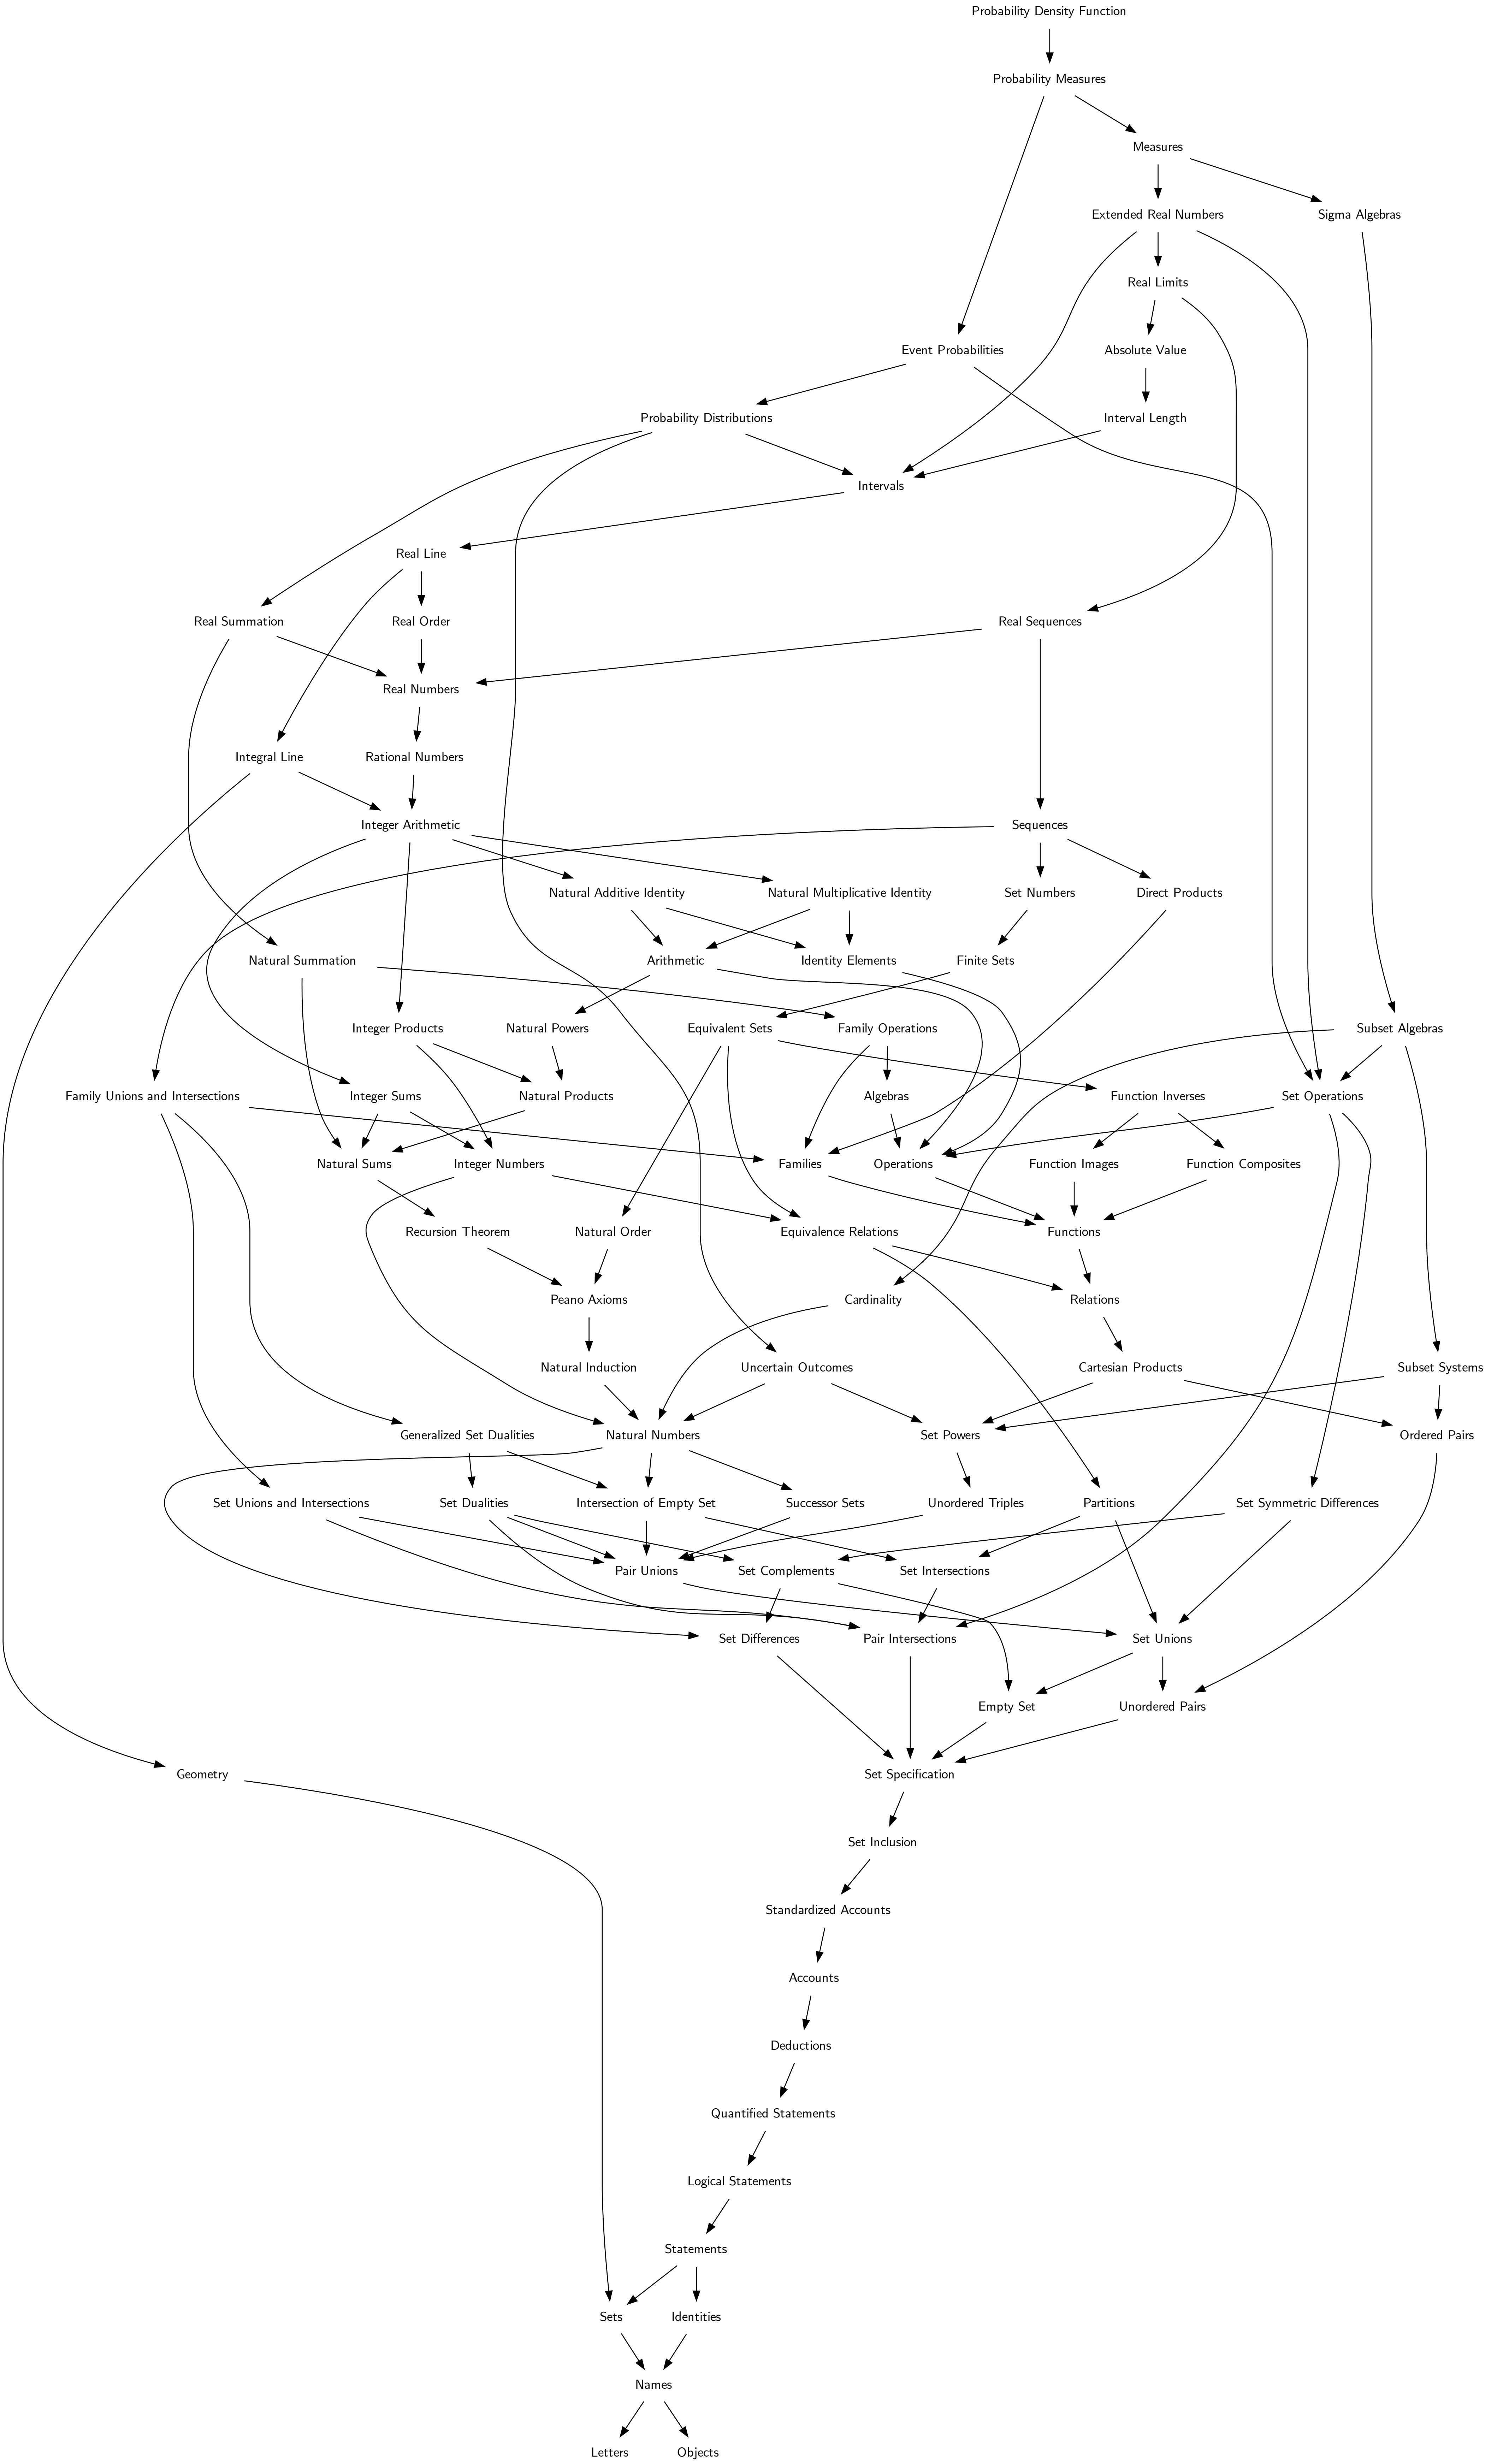 Probability Density Function
Probability Measures
Measures
Extended Real Numbers
Sigma Algebras
Real Limits
Event Probabilities
Absolute Value
Probability Distributions
Interval Length
Intervals
Real Line
Real Summation
Real Order
Real Sequences
Real Numbers
Integral Line
Rational Numbers
Integer Arithmetic
Sequences
Natural Additive Identity
Natural Multiplicative Identity
Set Numbers
Direct Products
Natural Summation
Arithmetic
Identity Elements
Finite Sets
Integer Products
Natural Powers
Equivalent Sets
Family Operations
Subset Algebras
Family Unions and Intersections
Integer Sums
Natural Products
Algebras
Function Inverses
Set Operations
Natural Sums
Integer Numbers
Families
Operations
Function Images
Function Composites
Recursion Theorem
Natural Order
Equivalence Relations
Functions
Peano Axioms
Cardinality
Relations
Natural Induction
Uncertain Outcomes
Cartesian Products
Subset Systems
Generalized Set Dualities
Natural Numbers
Set Powers
Ordered Pairs
Set Unions and Intersections
Set Dualities
Intersection of Empty Set
Successor Sets
Unordered Triples
Partitions
Set Symmetric Differences
Pair Unions
Set Complements
Set Intersections
Set Differences
Pair Intersections
Set Unions
Empty Set
Unordered Pairs
Geometry
Set Specification
Set Inclusion
Standardized Accounts
Accounts
Deductions
Quantified Statements
Logical Statements
Statements
Sets
Identities
Names
Letters
Objects